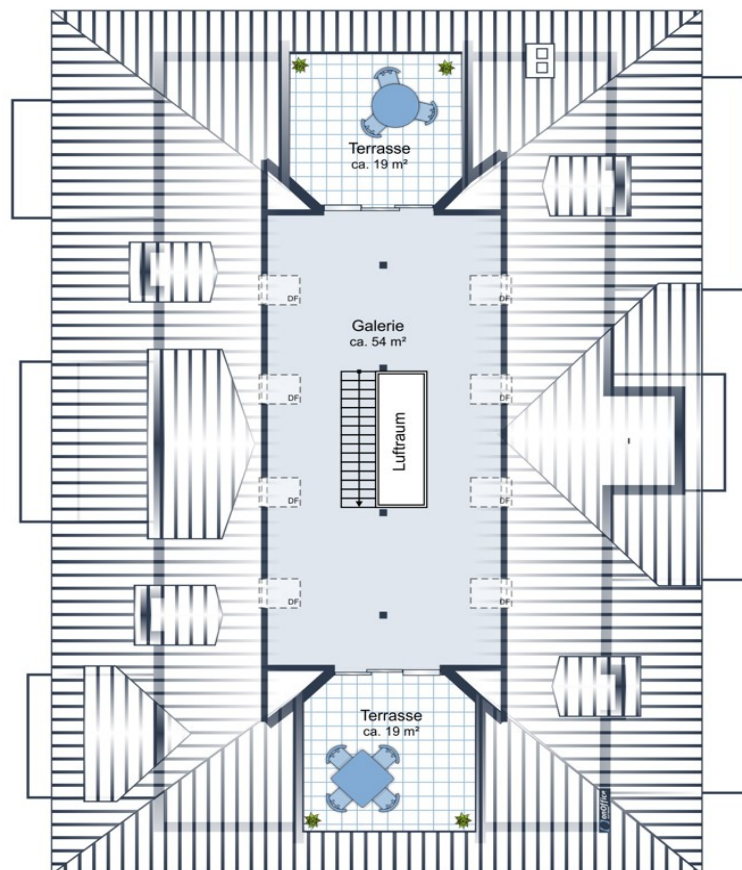 Terrasse
ca. 19 m²
DF
DF
Galerie
ca. 54 m²
DF
DF
Luftraum
DF
DF
DF
DF
Terrasse
ca. 19 m²
onOffice